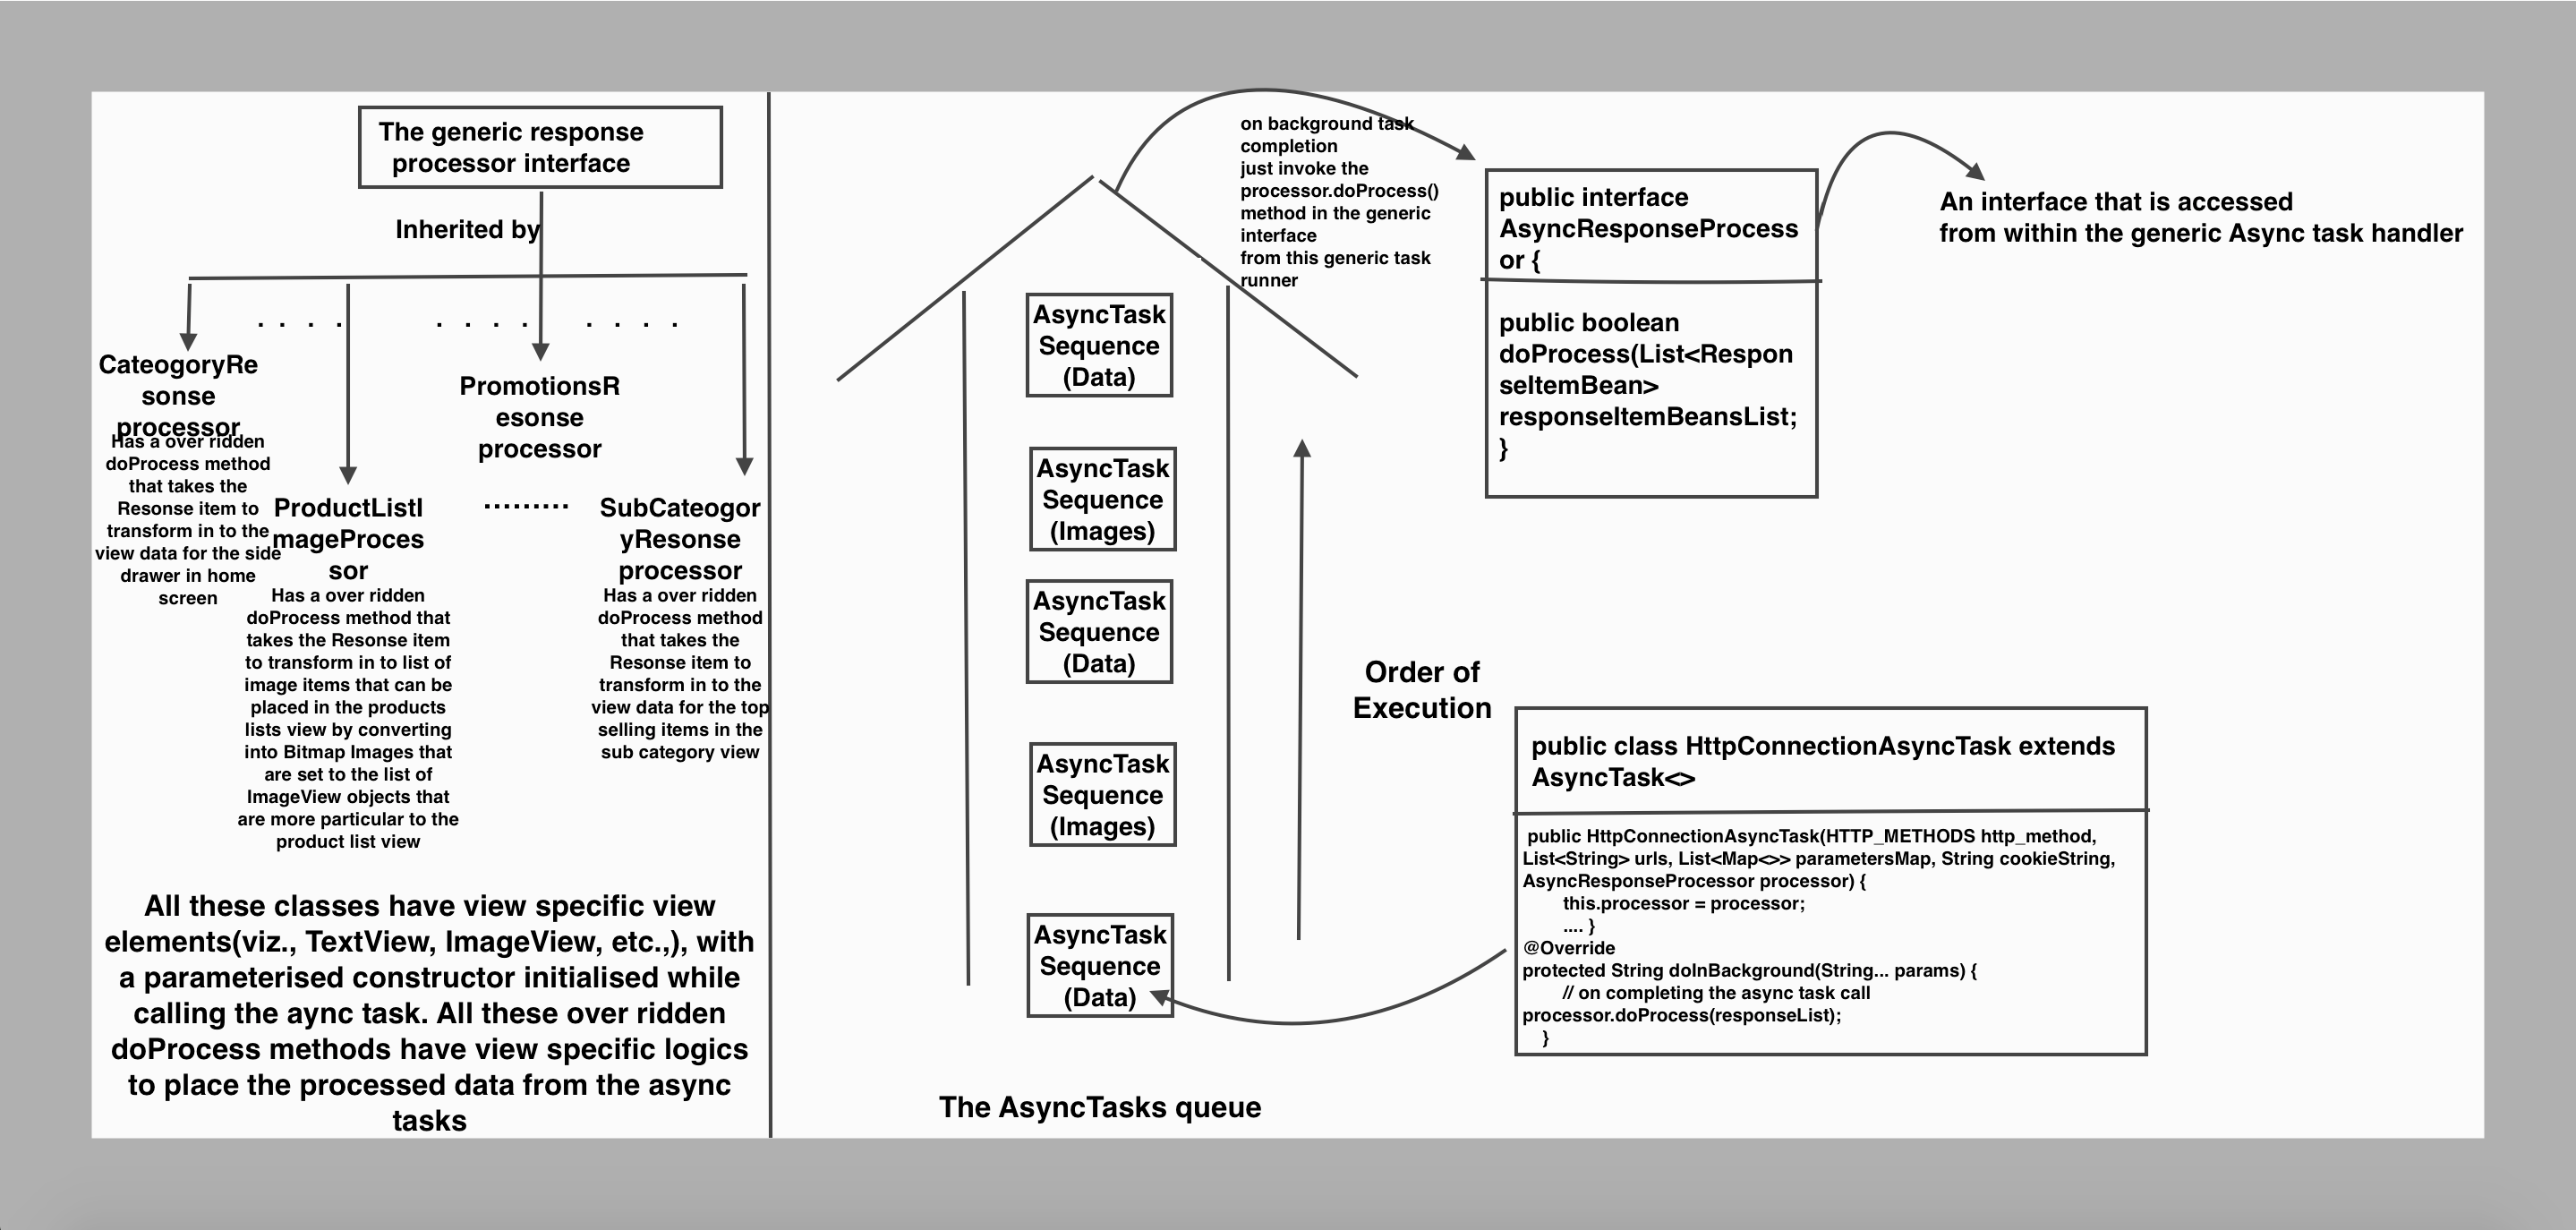 The generic response
processor interface
Inherited by
. . . .
. . . .
. . . .
CateogoryRe
sonse
processor
Has a over ridden
doProcess method
that takes the
Resonse item to
transform in to the
view data for the side
drawer in home
screen
ProductListI
mageProces
sor
Has a over ridden
doProcess method that
takes the Resonse item
to transform in to list of
image items that can be
placed in the products
lists view by converting
into Bitmap Images that
are set to the list of
ImageView objects that
are more particular to the
product list view
PromotionsR
esonse
processor
.........
SubCateogor
yResonse
processor
Has a over ridden
doProcess method
that takes the
Resonse item to
transform in to the
view data for the top
selling items in the
sub category view
All these classes have view specific view
elements(viz., TextView, ImageView, etc.,), with
a parameterised constructor initialised while
calling the aync task. All these over ridden
doProcess methods have view specific logics
to place the processed data from the async
tasks
on background task
completion
just invoke the
processor.doProcess()
method in the generic
interface
from this generic task
runner
AsyncTask
Sequence
(Data)
AsyncTask
Sequence
(Images)
AsyncTask
Sequence
(Data)
AsyncTask
Sequence
(Images)
AsyncTask
Sequence
(Data)
The AsyncTasks queue
Order of
Execution
public interface
AsyncResponseProcess
or {
public boolean
doProcess(List<Respon
seItemBean>
responseItemBeansList;
}
An interface that is accessed
from within the generic Async task handler
public class HttpConnectionAsyncTask extends
AsyncTask<>
public HttpConnectionAsyncTask(HTTP_METHODS http_method,
List<String> urls, List<Map<>> parametersMap, String cookieString,
AsyncResponseProcessor processor) {
this.processor = processor;
.... }
@Override
protected String doInBackground(String... params) {
// on completing the async task call
processor.doProcess(responseList);
}